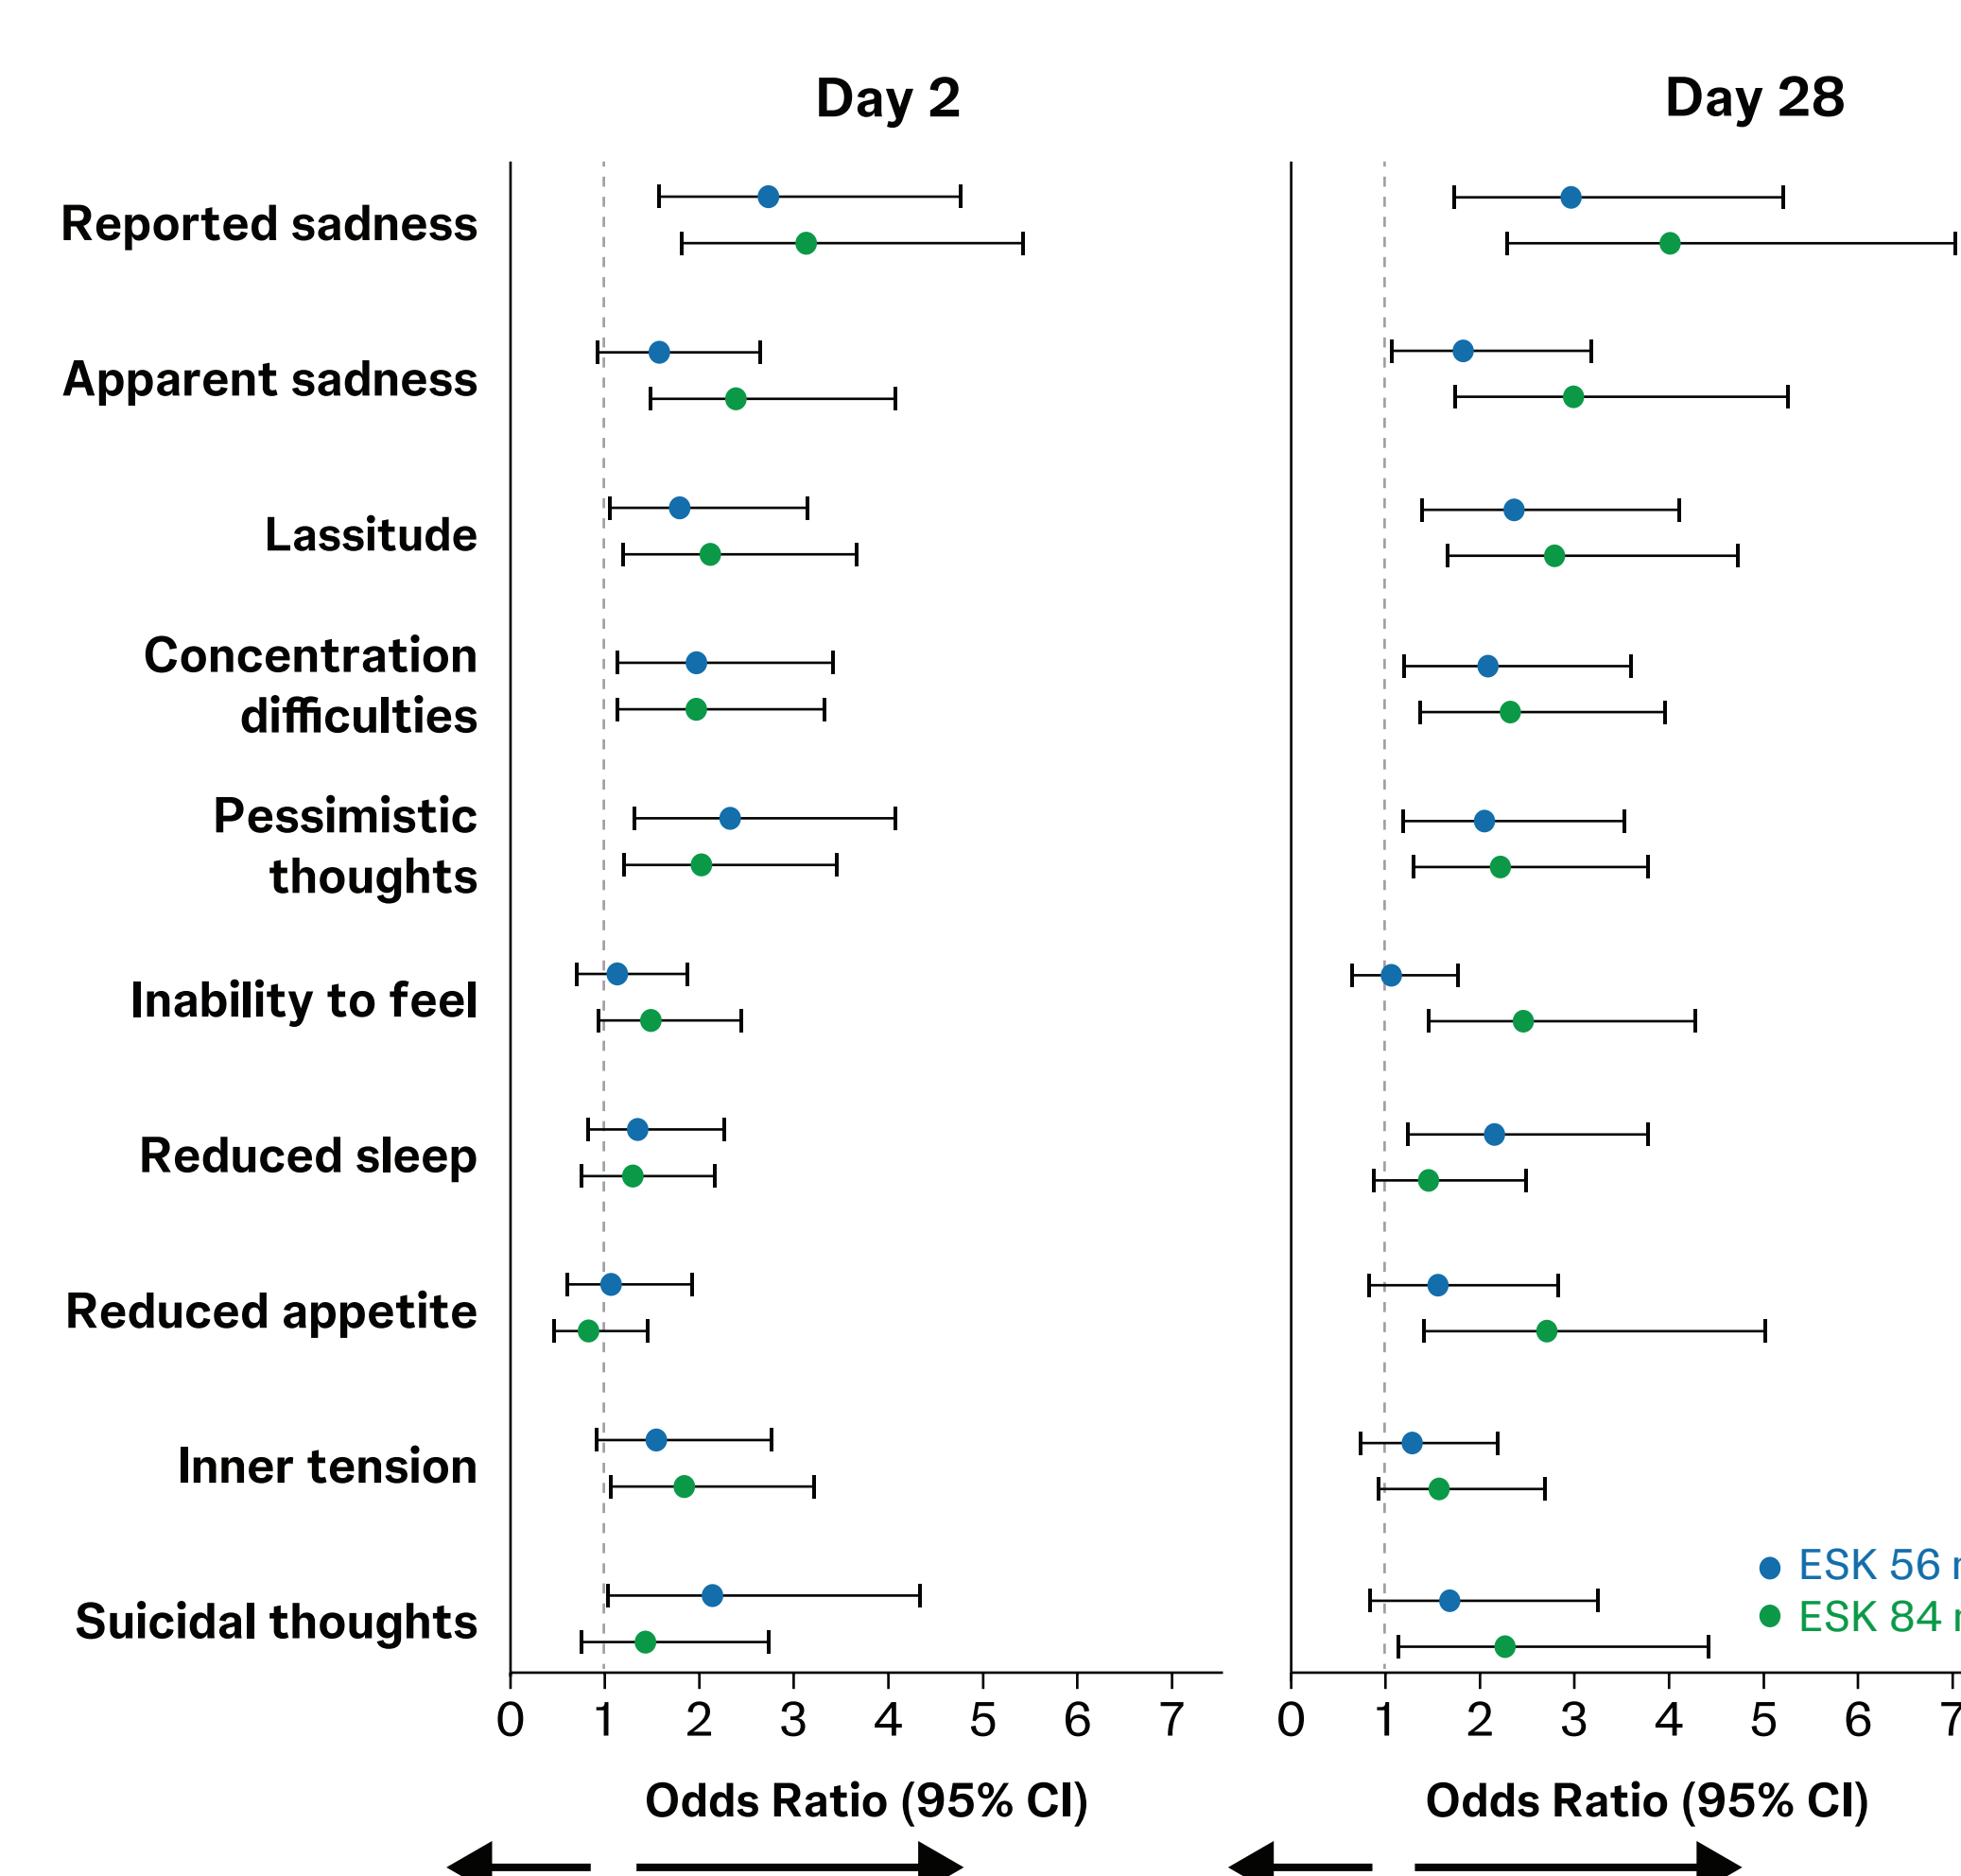 Day 2
Day 28
Reported sadness
Apparent sadness
Lassitude
Concentration
difficulties
Pessimistic
thoughts
Inability to feel
Reduced sleep
Reduced appetite
Inner tension
Suicidal thoughts
ESK 56
ESK 84
0 1 2 3 4 5 6 7
0 1 2 3 4 5 6 7
Odds Ratio (95% CI)
Odds Ratio (95% CI)